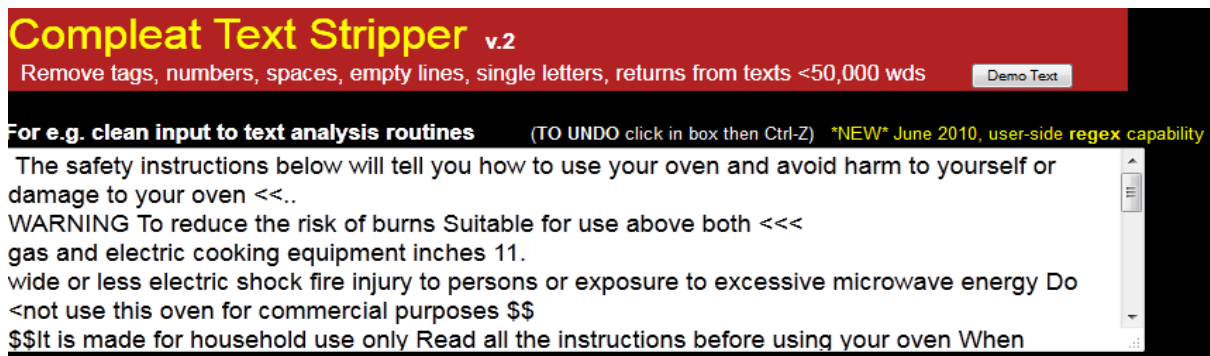 Compleat Text Stripper v.2
Remove tags, numbers, spaces, empty lines, single letters, returns from texts <50,000 wds Demo Text
For e.g. clean input to text analysis routines (TO UNDO click in box then Ctrl-Z) *NEW* June 2010, user-side regex capability
The safety instructions below will tell you how to use your oven and avoid harm to yourself or
damage to your oven <<..
WARNING To reduce the risk of burns Suitable for use above both <<<
gas and electric cooking equipment inches 11.
wide or less electric shock fire injury to persons or exposure to excessive microwave energy Do
<not use this oven for commercial purposes $$
$$It is made for household use only Read all the instructions before using your oven When